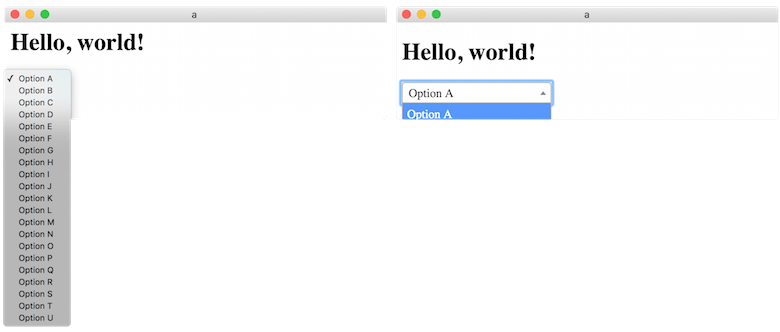 a
Hello, world!
✓ Option A
Option B
Option C
Option D
Option E
Option F
Option G
Option H
Option I
Option J
Option K
Option L
Option M
Option N
Option O
Option P
Option Q
Option R
Option S
Option T
Option U
a
Hello, world!
Option A
Option A